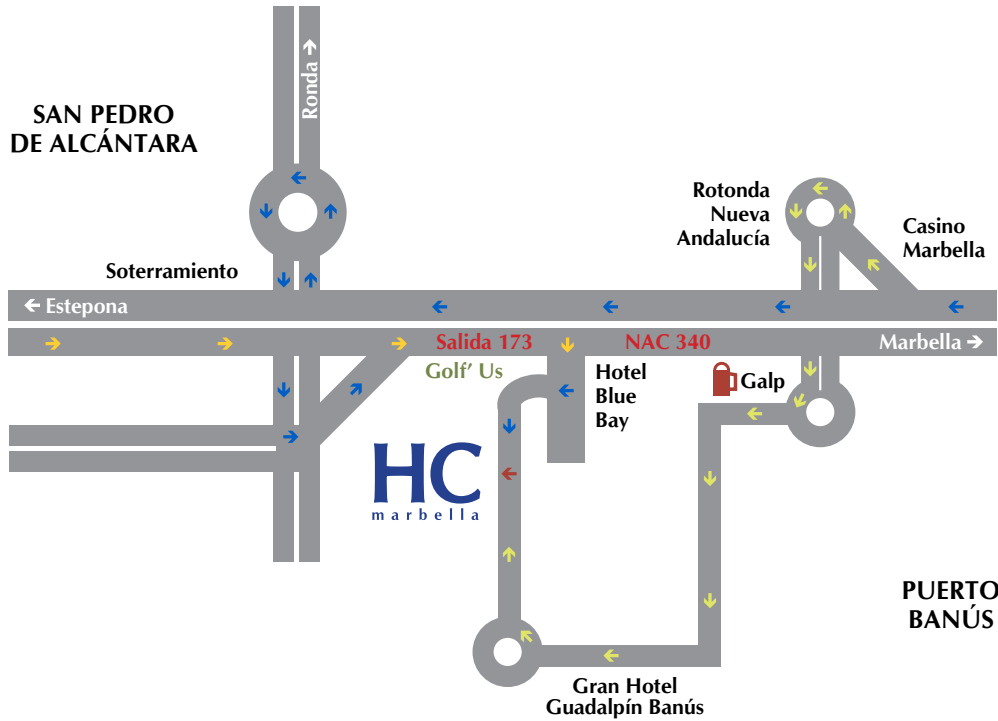 Ronda →
SAN PEDRO
DE ALCÁNTARA
Rotonda
Nueva
Andalucía
Casino
Marbella
Soterramiento
← Estepona
Salida 173
NAC 340
Marbella →
Golf' Us
Hotel
Blue
Bay
Galp
HC
marbella
PUERTO
BANÚS
Gran Hotel
Guadalpín Banús